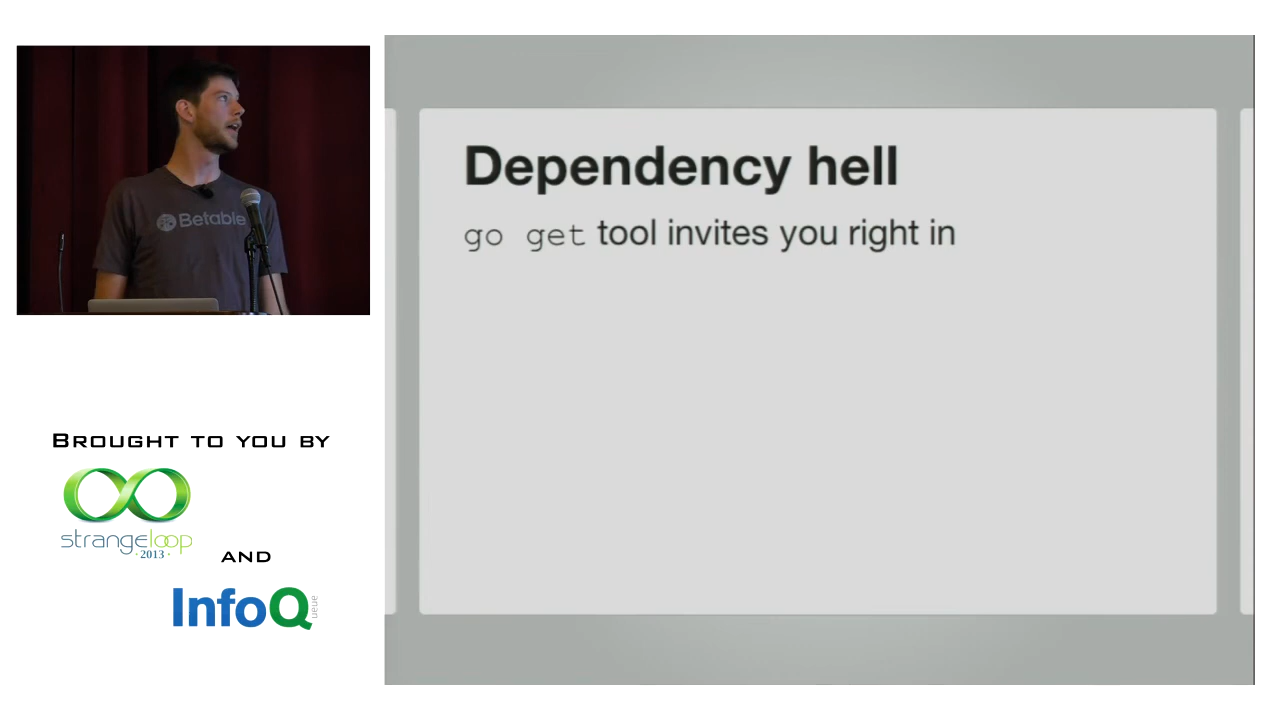 Betable
Dependency hell
go get tool invites you right in
BROUGHT TO YOU BY
strangeloop
· 2013 ·
AND
InfoQ